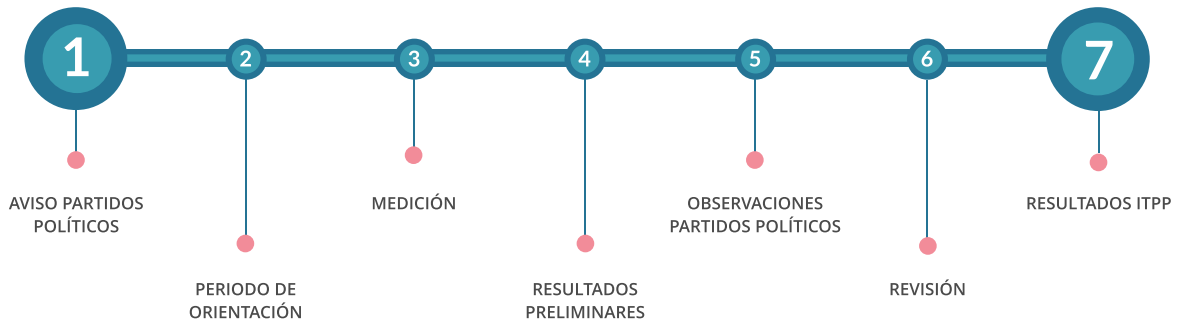 1
2
3
4
5
6
7
AVISO PARTIDOS
POLÍTICOS
PERIODO DE
ORIENTACIÓN
MEDICIÓN
RESULTADOS
PRELIMINARES
OBSERVACIONES
PARTIDOS POLÍTICOS
REVISIÓN
RESULTADOS ITPP